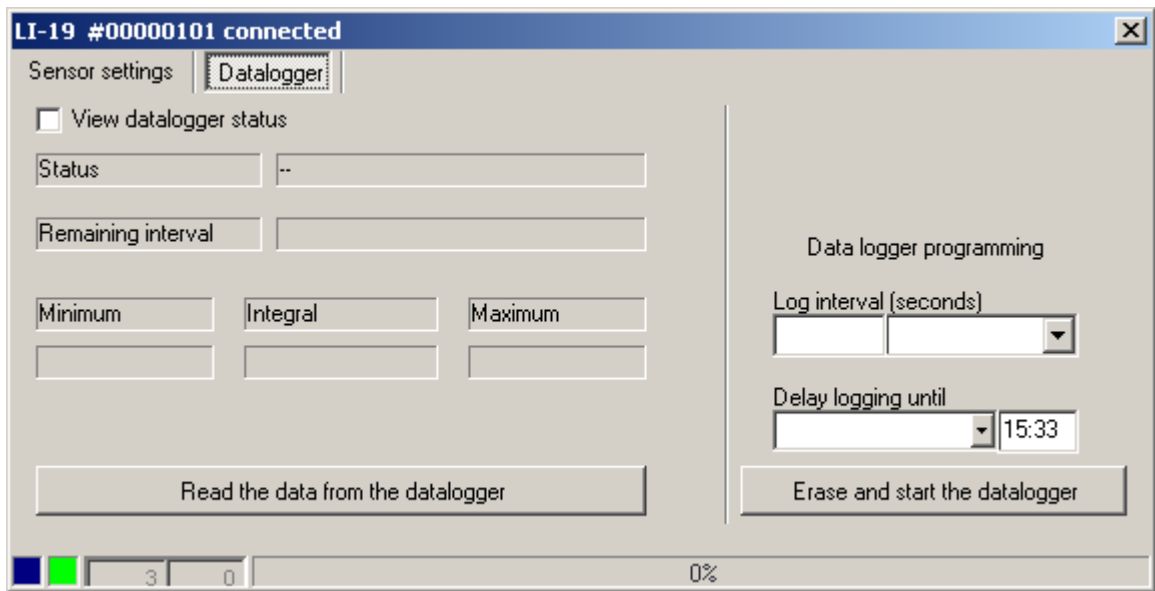 LI-19 #00000101 connected
Sensor settings Datalogger
View datalogger status
Status --
Remaining interval
Minimum Integral Maximum
Read the data from the datalogger
Data logger programming
Log interval (seconds)
Delay logging until
15:33
Erase and start the datalogger
3 0 0%